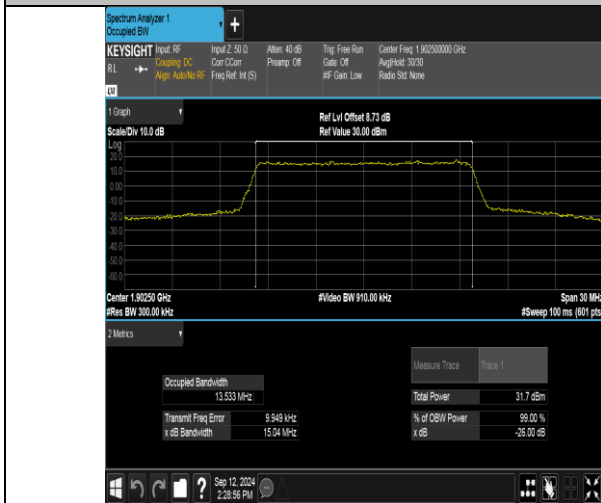 Spectrum Analyzer 1
Occupied BW
+
KEYSIGHT Input: RF Input Z: 50 Ω Atten: 40 dB Trig: Free Run Center Freq: 1.902500000 GHz
RL Coupling: DC Corr CCorr Preamp: Off Gate: Off Avg|Hold: 30/30
Align: Auto/No RF Freq Ref: Int (S) #IF Gain: Low Radio Std: None
1 Graph
Ref Lvl Offset 8.73 dB
Scale/Div 10.0 dB Ref Value 30.00 dBm
Log
20.0
10.0
0.00
-10.0
-20.0
-30.0
-40.0
-50.0
-60.0
Center 1.90250 GHz #Video BW 910.00 kHz Span 30 MHz
#Res BW 300.00 kHz #Sweep 100 ms (601 pts
2 Metrics
Measure Trace Trace 1
Occupied Bandwidth
13.533 MHz Total Power 31.7 dBm
Transmit Freq Error 9.949 kHz % of OBW Power 99.00 %
x dB Bandwidth 15.04 MHz x dB -26.00 dB
? Sep 12, 2024
2:28:56 PM